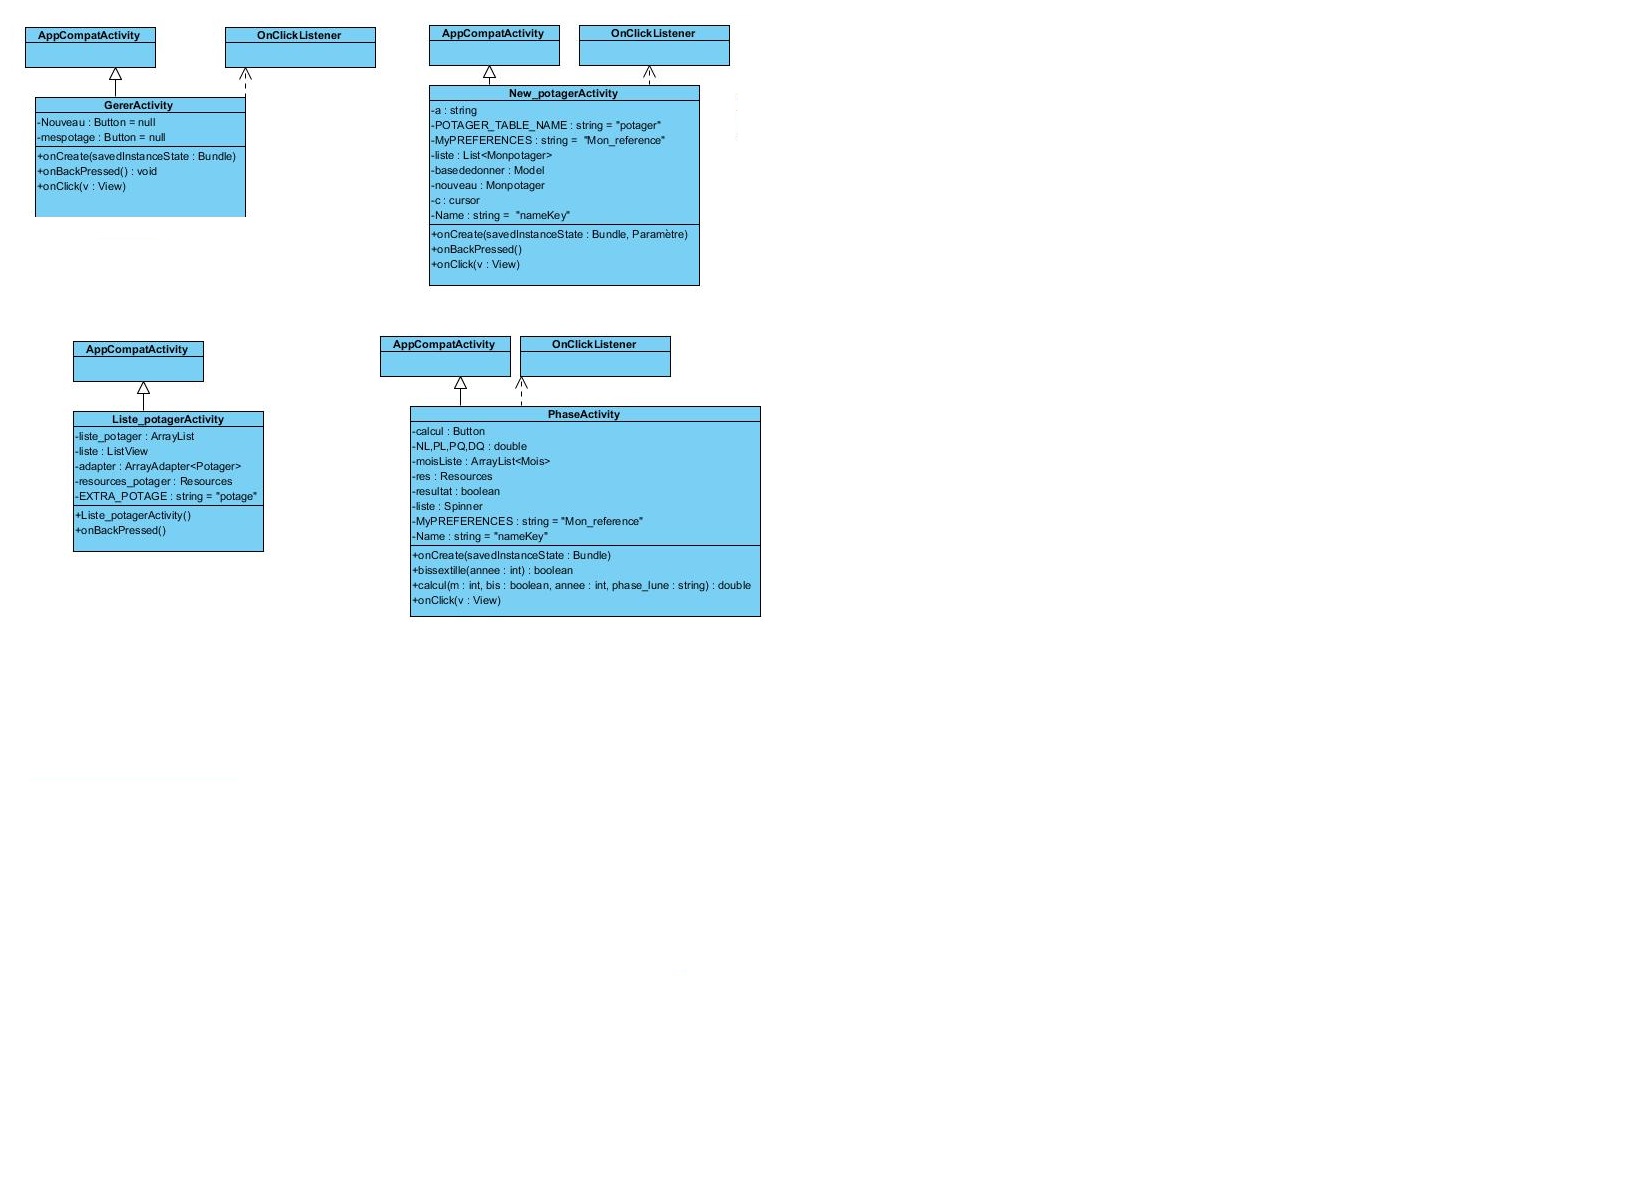 AppCompatActivity
OnClickListener
GererActivity
-Nouveau : Button = null
-mespotage : Button = null
+onCreate(savedInstanceState : Bundle)
+onBackPressed() : void
+onClick(v : View)
AppCompatActivity
OnClickListener
New_potagerActivity
-a : string
-POTAGER_TABLE_NAME : string = "potager"
-MyPREFERENCES : string =  "Mon_reference"
-liste : List<Monpotager>
-basededonner : Model
-nouveau : Monpotager
-c : cursor
-Name : string =  "nameKey"
+onCreate(savedInstanceState : Bundle, Paramètre)
+onBackPressed()
+onClick(v : View)
AppCompatActivity
Liste_potagerActivity
-liste_potager : ArrayList
-liste : ListView
-adapter : ArrayAdapter<Potager>
-resources_potager : Resources
-EXTRA_POTAGE : string = "potage"
+Liste_potagerActivity()
+onBackPressed()
AppCompatActivity
OnClickListener
PhaseActivity
-calcul : Button
-NL,PL,PQ,DQ : double
-moisListe : ArrayList<Mois>
-res : Resources
-resultat : boolean
-liste : Spinner
-MyPREFERENCES : string = "Mon_reference"
-Name : string = "nameKey"
+onCreate(savedInstanceState : Bundle)
+bissextille(annee : int) : boolean
+calcul(m : int, bis : boolean, annee : int, phase_lune : string) : double
+onClick(v : View)